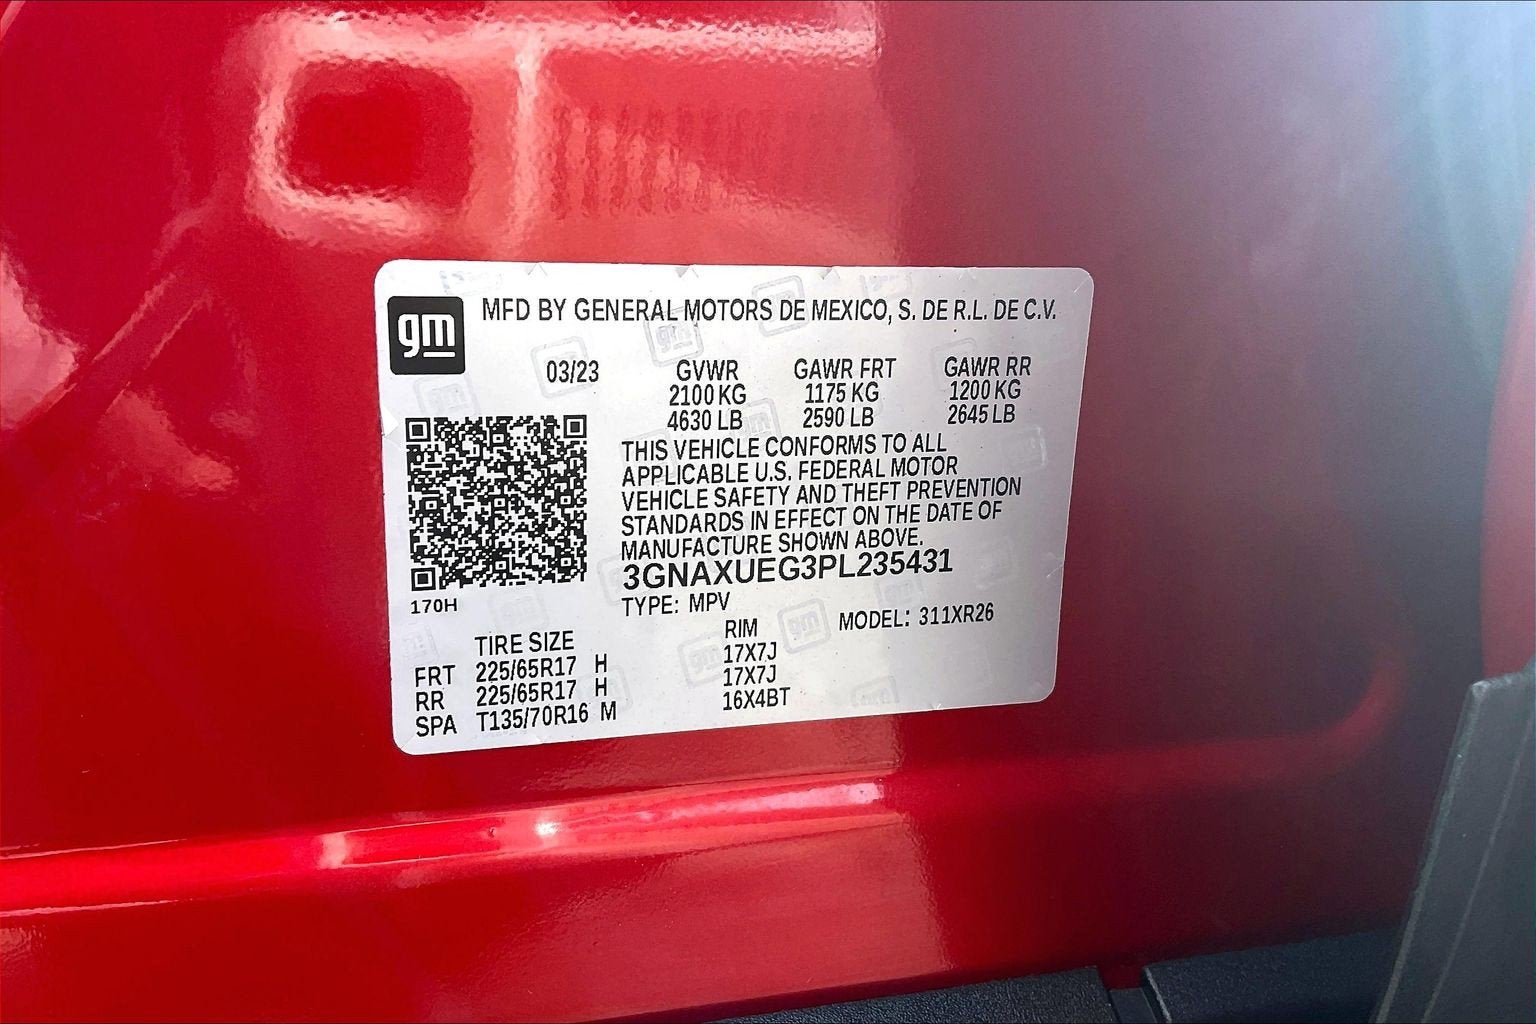 gm
MFD BY GENERAL MOTORS DE MEXICO, S. DE R.L. DE C.V.
03/23 GVWR GAWR FRT GAWR RR
2100 KG 1175 KG 1200 KG
4630 LB 2590 LB 2645 LB
THIS VEHICLE CONFORMS TO ALL
APPLICABLE U.S. FEDERAL MOTOR
VEHICLE SAFETY AND THEFT PREVENTION
STANDARDS IN EFFECT ON THE DATE OF
MANUFACTURE SHOWN ABOVE.
3GNAXUEG3PL235431
170H
TYPE: MPV MODEL: 311XR26
TIRE SIZE RIM
FRT 225/65R17 H 17X7J
RR 225/65R17 H 17X7J
SPA T135/70R16 M 16X4BT